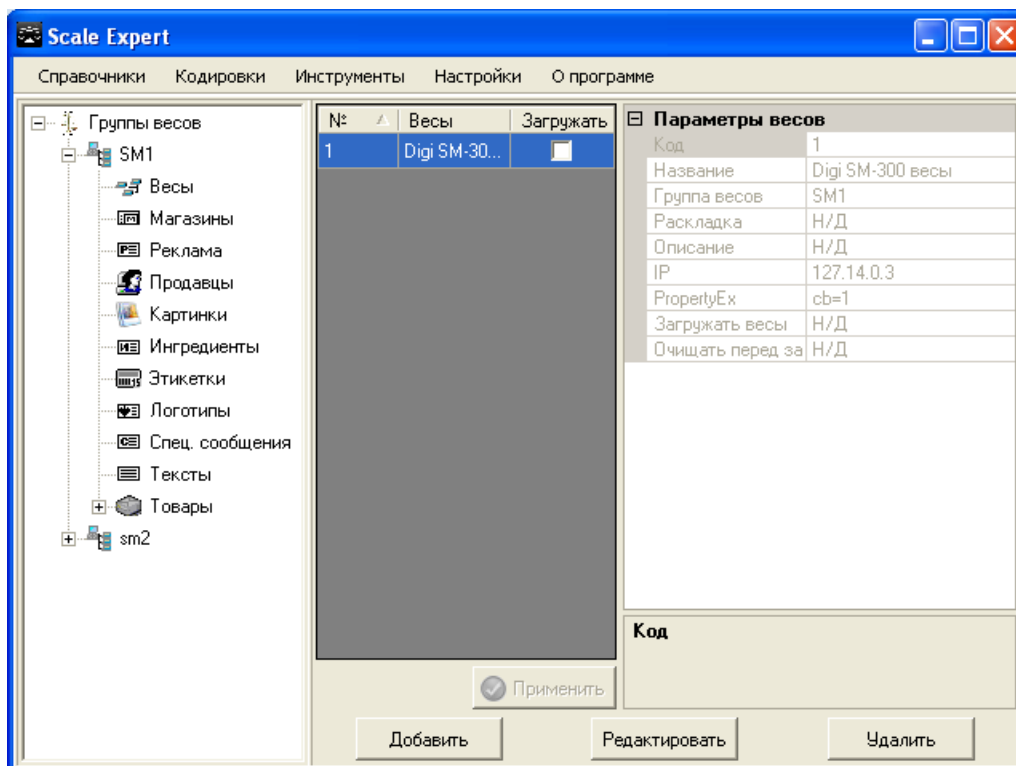 Scale Expert
Справочники Кодировки Инструменты Настройки О программе
Группы весов
SM1
Весы
Магазины
Реклама
Продавцы
Картинки
Ингредиенты
Этикетки
Логотипы
Спец. сообщения
Тексты
Товары
sm2
№ Весы Загружать
1 Digi SM-30...
Параметры весов
Код 1
Название Digi SM-300 весы
Группа весов SM1
Раскладка Н/Д
Описание Н/Д
IP 127.14.0.3
PropertyEx cb=1
Загружать весы Н/Д
Очищать перед за Н/Д
Код
Применить
Добавить Редактировать Удалить